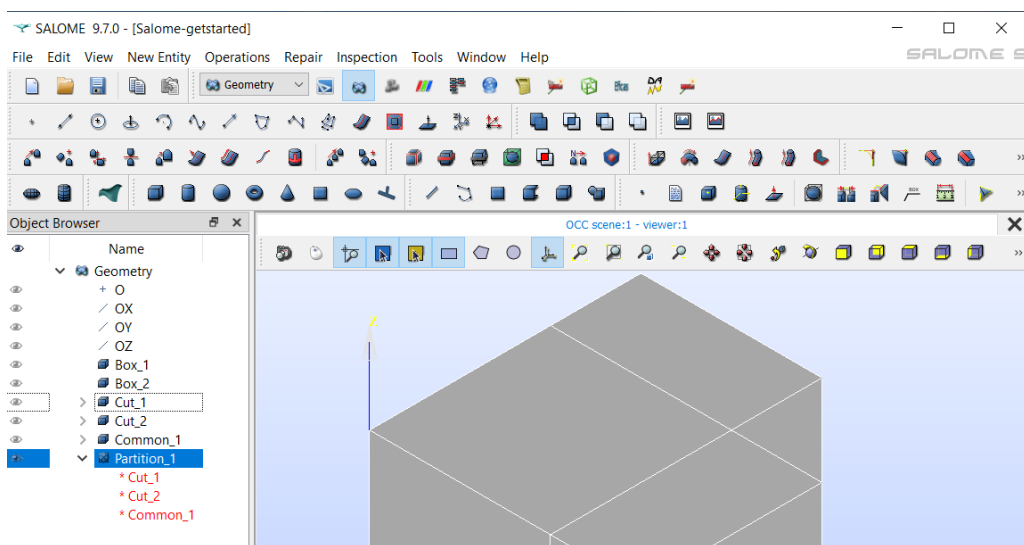 SALOME 9.7.0 - [Salome-getstarted]
File Edit View New Entity Operations Repair Inspection Tools Window Help
SALOME S
Geometry
BOX
Object Browser
OCC scene:1 - viewer:1
Name
Geometry
O
OX
OY
OZ
Box_1
Box_2
Cut_1
Cut_2
Common_1
Partition_1
* Cut_1
* Cut_2
* Common_1